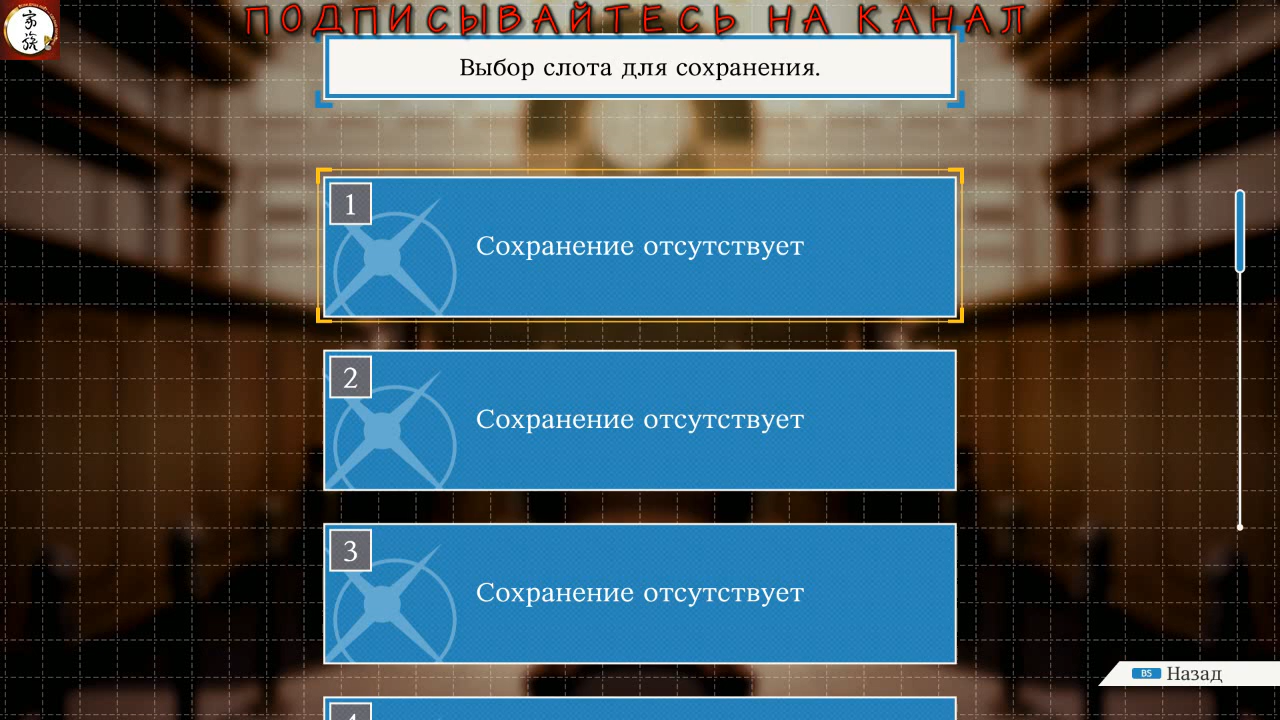 ПОДПИСЫВАЙТЕСЬ НА КАНАЛ
Выбор слота для сохранения.
1
Сохранение отсутствует
2
Сохранение отсутствует
3
Сохранение отсутствует
4
BS Назад